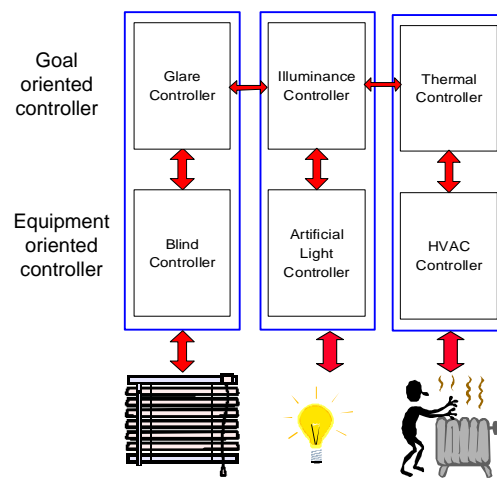 Goal
oriented
controller
Glare
Controller
Illuminance
Controller
Thermal
Controller
Equipment
oriented
controller
Blind
Controller
Artificial
Light
Controller
HVAC
Controller